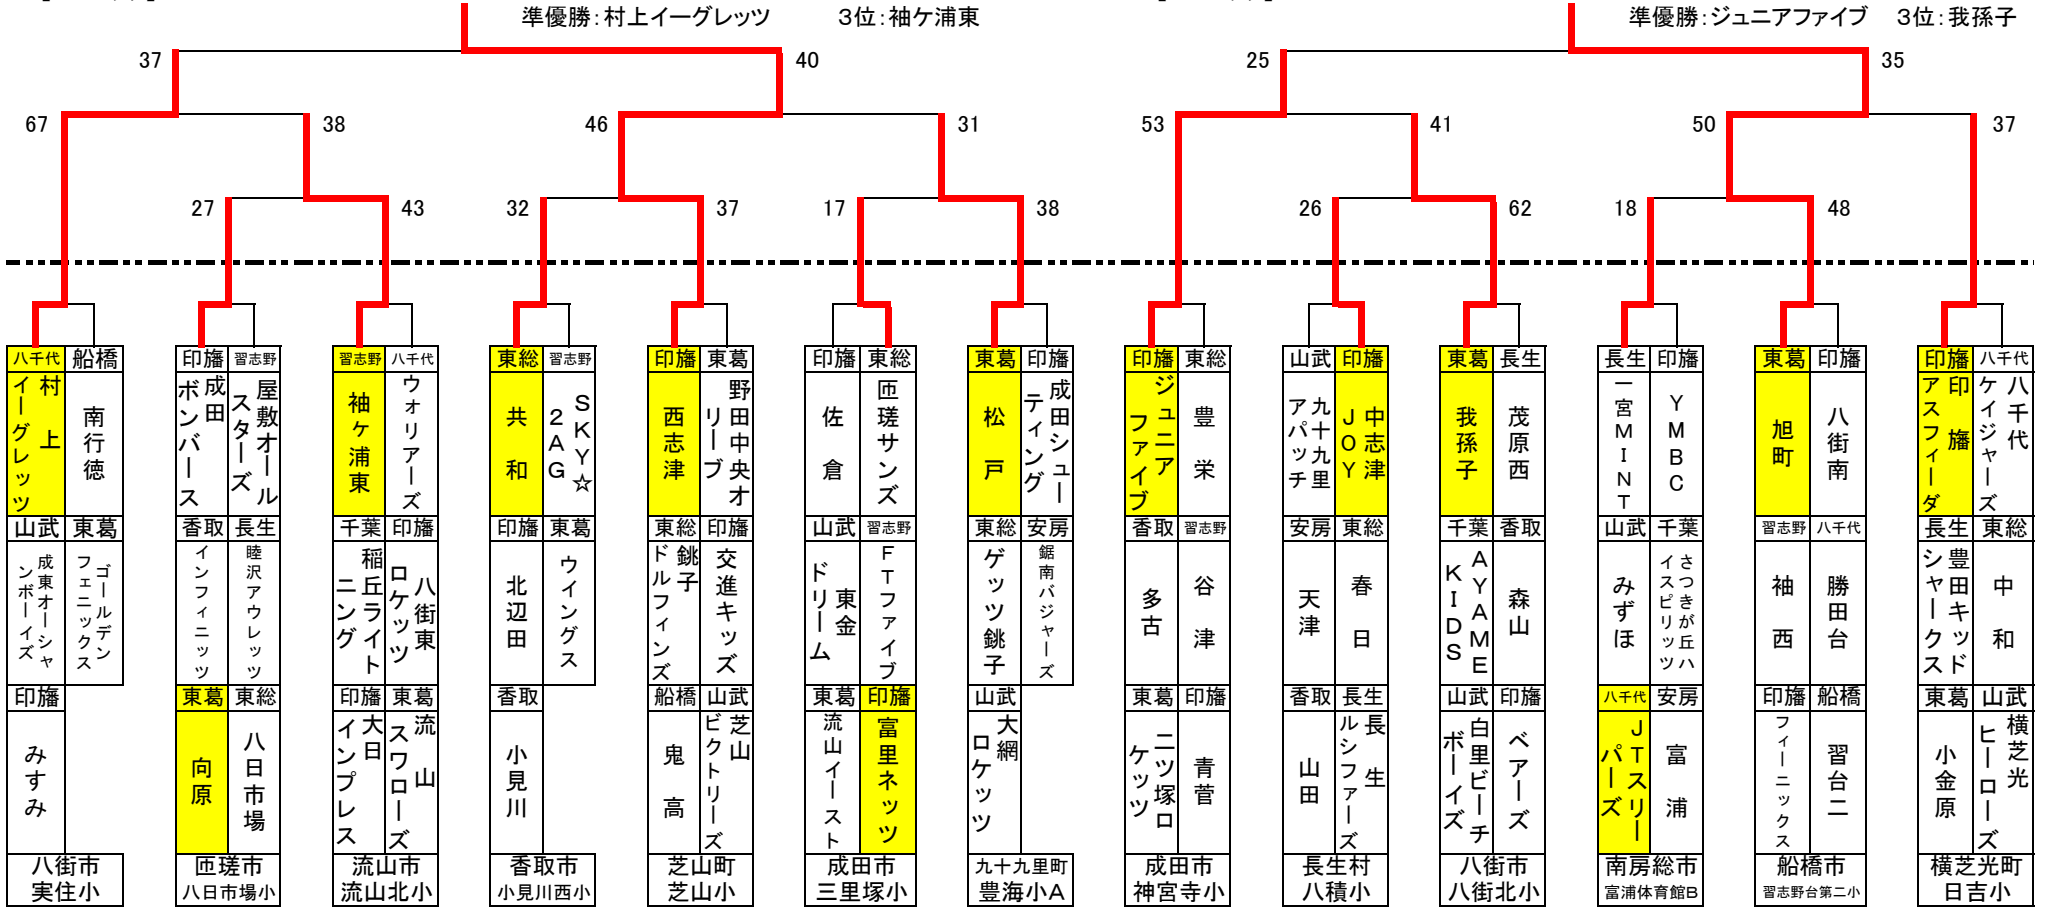 準優勝：村上イーグレッツ　3位：袖ケ浦東
準優勝：ジュニアファイブ　3位：我孫子
37 40 25 35
67 38 46 31 53 41 50 37
27 43 32 37 17 38 26 62 18 48
八千代 船橋 印旛 習志野 習志野 八千代 東総 習志野 印旛 東葛 印旛 東総 東葛 印旛 印旛 東総 山武 印旛 東葛 長生 長生 印旛 東葛 印旛 印旛 八千代
村上イーグレッツ
南行徳
成田ボンバース
屋敷オールスターズ
袖ケ浦東
ウォリアーズ
共和
SKY☆2AG
西志津
野田中央オリーブ
佐倉
匝瑳サンズ
松戸
成田シューティング
ジュニアファイブ
豊栄
九十九里アパッチ
中志津JOY
我孫子
茂原西
一宮MINT
YMBC
旭町
八街南
印旛アスフィーダ
八千代ケイジャーズ
山武 東葛 香取 長生 千葉 印旛 印旛 東葛 東総 印旛 山武 習志野 東総 安房 香取 習志野 安房 東総 千葉 香取 山武 千葉 習志野 八千代 長生 東総
成東オーシャンボーイズ
ゴールデンフェニックス
インフィニッツ
睦沢アウレッツ
稲丘ライトニング
八街東ロケッツ
北辺田
ウイングス
銚子ドルフィンズ
交進キッズ
東金ドリーム
FTファイブ
ゲッツ銚子
鋸南バジャーズ
多古
谷津
天津
春日
AYAMEKIDS
森山
みずほ
さつきが丘ハイスピリッツ
袖西
勝田台
豊田キッドシャークス
中和
印旛 東葛 東総 印旛 東葛 香取 船橋 山武 東葛 印旛 山武 東葛 印旛 香取 長生 山武 印旛 八千代 安房 印旛 船橋 東葛 山武
みすみ
向原
八日市場
大日インプレス
流山スワローズ
小見川
鬼高
芝山ビクトリーズ
流山イースト
富里ネッツ
大網ロケッツ
二ツ塚ロケッツ
青菅
山田
長生ルシファーズ
白里ビーチボーイズ
ベアーズ
JTスリーパーズ
富浦
フィーニックス
習台二
小金原
横芝光ヒーローズ
八街市 匝瑳市 流山市 香取市 芝山町 成田市 九十九里町 成田市 長生村 八街市 南房総市 船橋市 横芝光町
実住小 八日市場小 流山北小 小見川西小 芝山小 三里塚小 豊海小A 神宮寺小 八積小 八街北小 富浦体育館B 習志野台第二小 日吉小